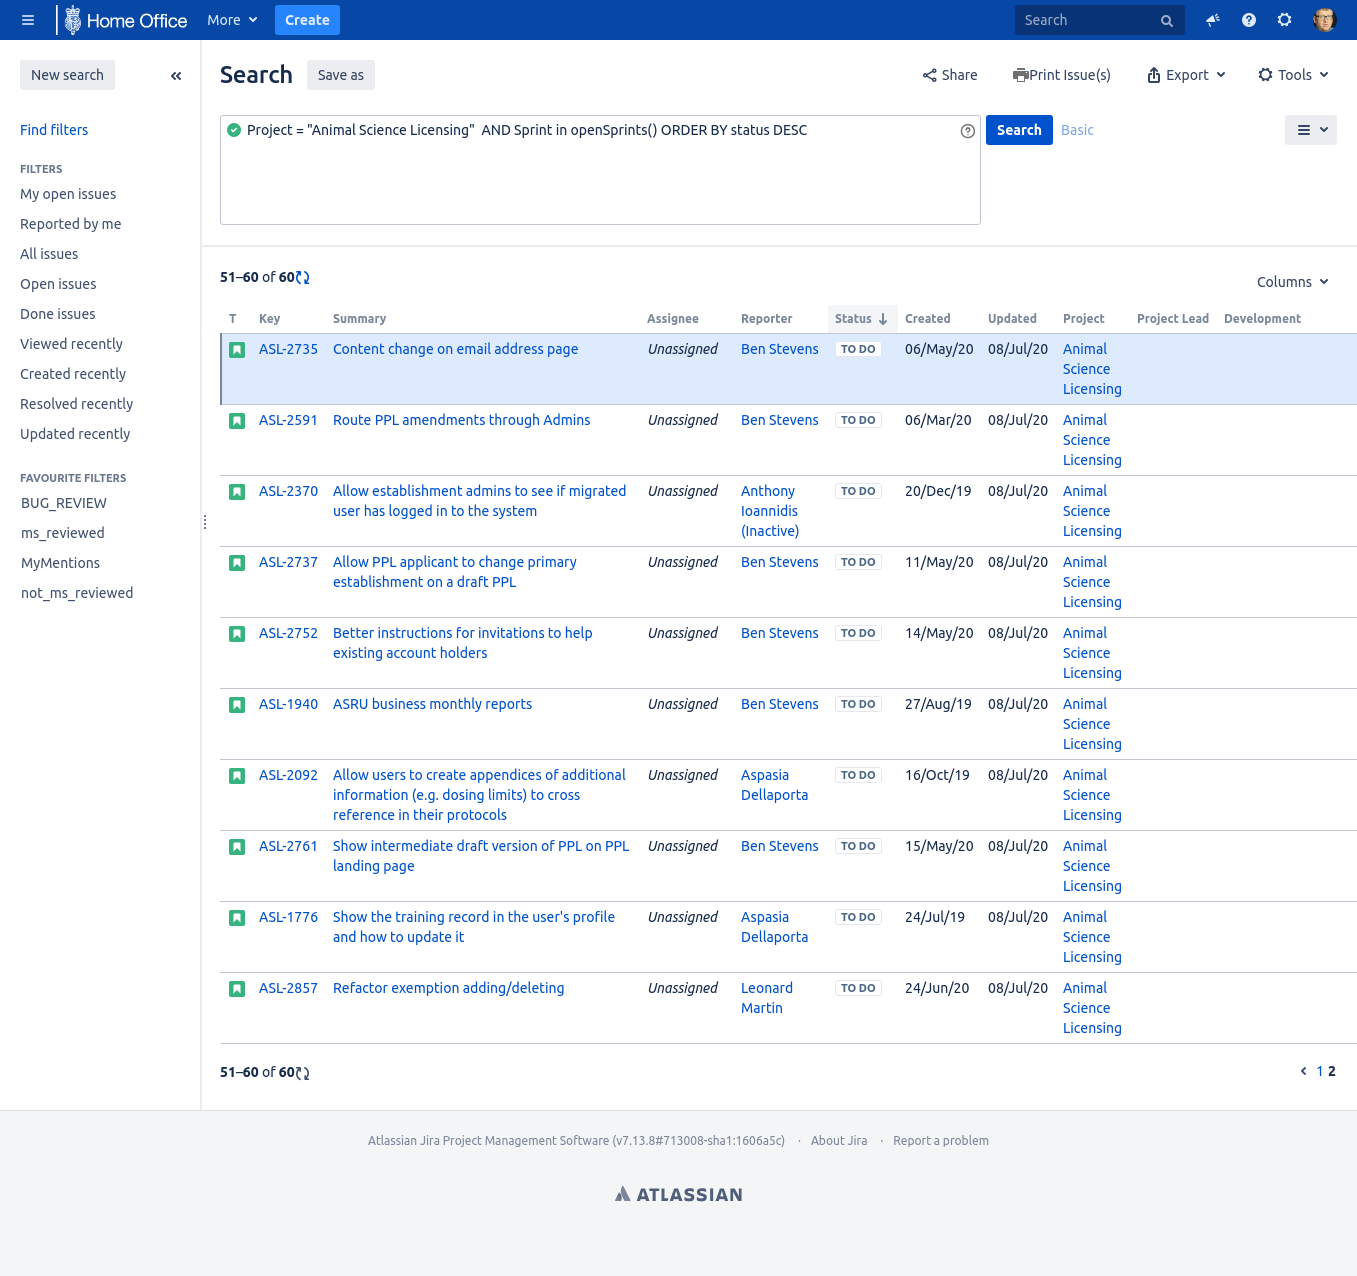 Home Office More Create Search
New search
Find filters
FILTERS
My open issues
Reported by me
All issues
Open issues
Done issues
Viewed recently
Created recently
Resolved recently
Updated recently
FAVOURITE FILTERS
BUG_REVIEW
ms_reviewed
MyMentions
not_ms_reviewed
Search Save as Share Print Issue(s) Export Tools
Project = "Animal Science Licensing"  AND Sprint in openSprints() ORDER BY status DESC
Search Basic
51–60 of 60
Columns
T Key Summary Assignee Reporter Status Created Updated Project Project Lead Development
ASL-2735 Content change on email address page Unassigned Ben Stevens TO DO 06/May/20 08/Jul/20 Animal
Science
Licensing
ASL-2591 Route PPL amendments through Admins Unassigned Ben Stevens TO DO 06/Mar/20 08/Jul/20 Animal
Science
Licensing
ASL-2370 Allow establishment admins to see if migrated Unassigned Anthony TO DO 20/Dec/19 08/Jul/20 Animal
user has logged in to the system Ioannidis Science
(Inactive) Licensing
ASL-2737 Allow PPL applicant to change primary Unassigned Ben Stevens TO DO 11/May/20 08/Jul/20 Animal
establishment on a draft PPL Science
Licensing
ASL-2752 Better instructions for invitations to help Unassigned Ben Stevens TO DO 14/May/20 08/Jul/20 Animal
existing account holders Science
Licensing
ASL-1940 ASRU business monthly reports Unassigned Ben Stevens TO DO 27/Aug/19 08/Jul/20 Animal
Science
Licensing
ASL-2092 Allow users to create appendices of additional Unassigned Aspasia TO DO 16/Oct/19 08/Jul/20 Animal
information (e.g. dosing limits) to cross Dellaporta Science
reference in their protocols Licensing
ASL-2761 Show intermediate draft version of PPL on PPL Unassigned Ben Stevens TO DO 15/May/20 08/Jul/20 Animal
landing page Science
Licensing
ASL-1776 Show the training record in the user's profile Unassigned Aspasia TO DO 24/Jul/19 08/Jul/20 Animal
and how to update it Dellaporta Science
Licensing
ASL-2857 Refactor exemption adding/deleting Unassigned Leonard TO DO 24/Jun/20 08/Jul/20 Animal
Martin Science
Licensing
51–60 of 60
1 2
Atlassian Jira Project Management Software (v7.13.8#713008-sha1:1606a5c) · About Jira · Report a problem
ATLASSIAN